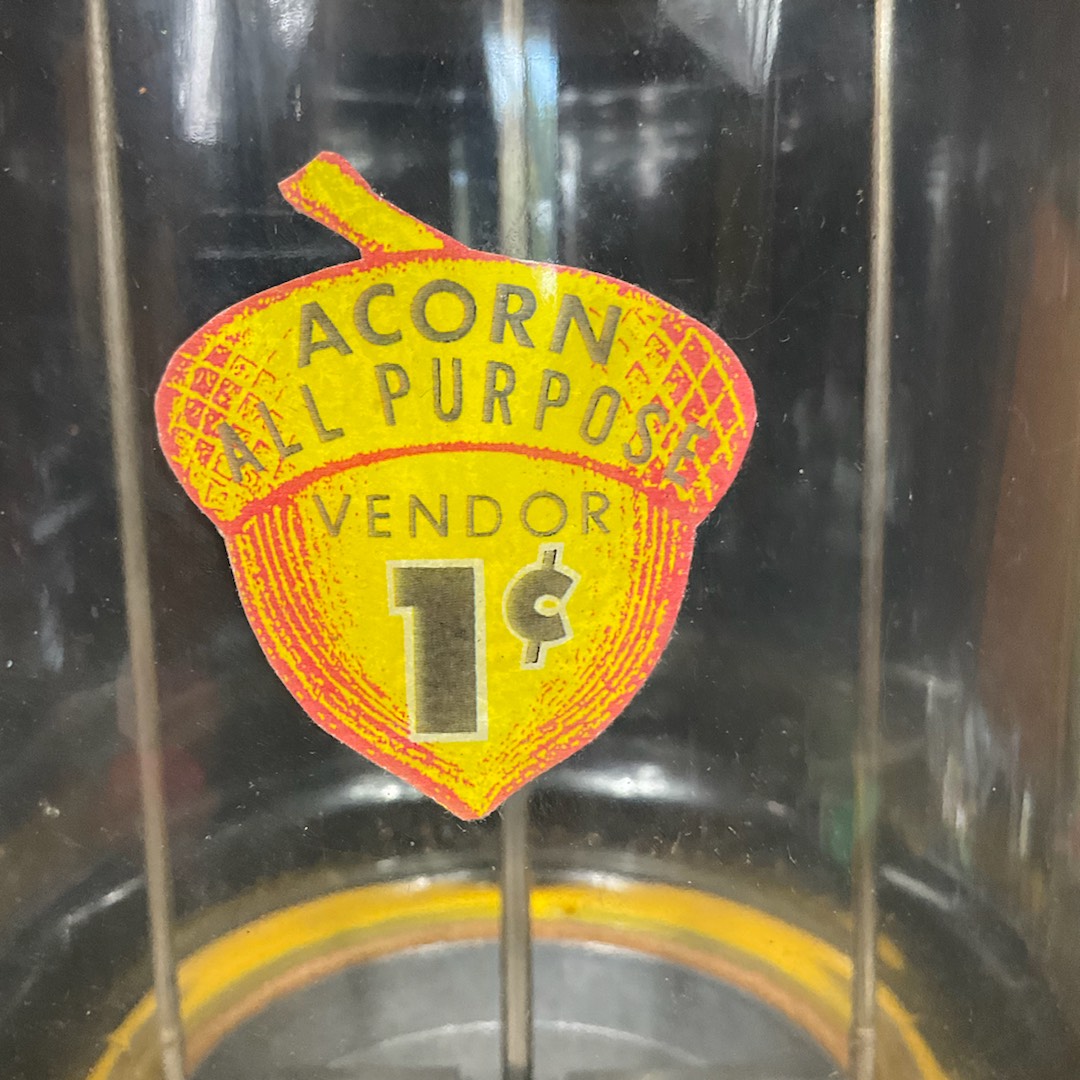 ACORN
ALL PURPOSE
VENDOR
1¢